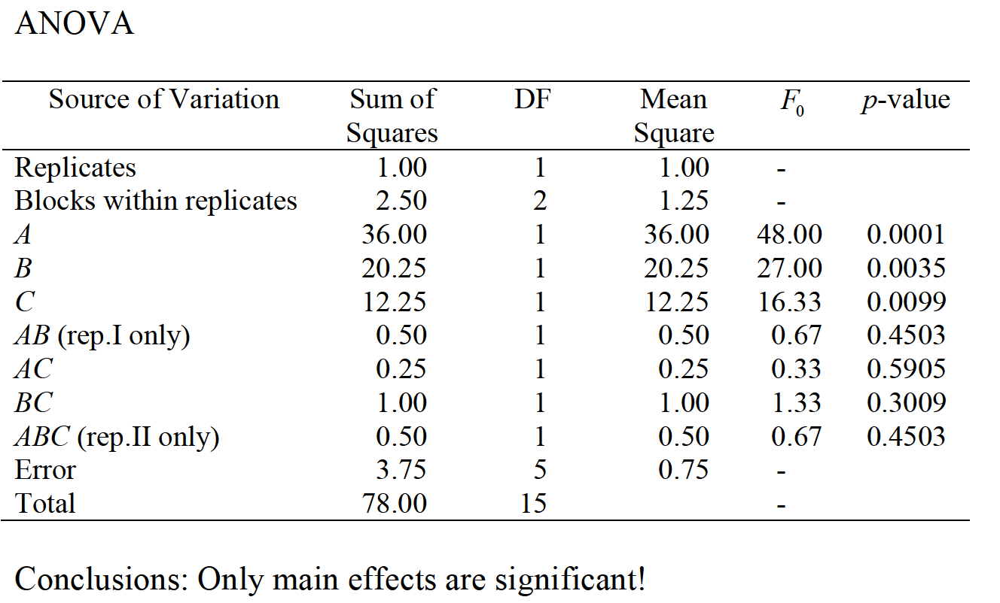 ANOVA
Source of Variation Sum of Squares DF Mean Square F₀ p-value
Replicates 1.00 1 1.00 -
Blocks within replicates 2.50 2 1.25 -
A 36.00 1 36.00 48.00 0.0001
B 20.25 1 20.25 27.00 0.0035
C 12.25 1 12.25 16.33 0.0099
AB (rep.I only) 0.50 1 0.50 0.67 0.4503
AC 0.25 1 0.25 0.33 0.5905
BC 1.00 1 1.00 1.33 0.3009
ABC (rep.II only) 0.50 1 0.50 0.67 0.4503
Error 3.75 5 0.75 -
Total 78.00 15 -
Conclusions: Only main effects are significant!